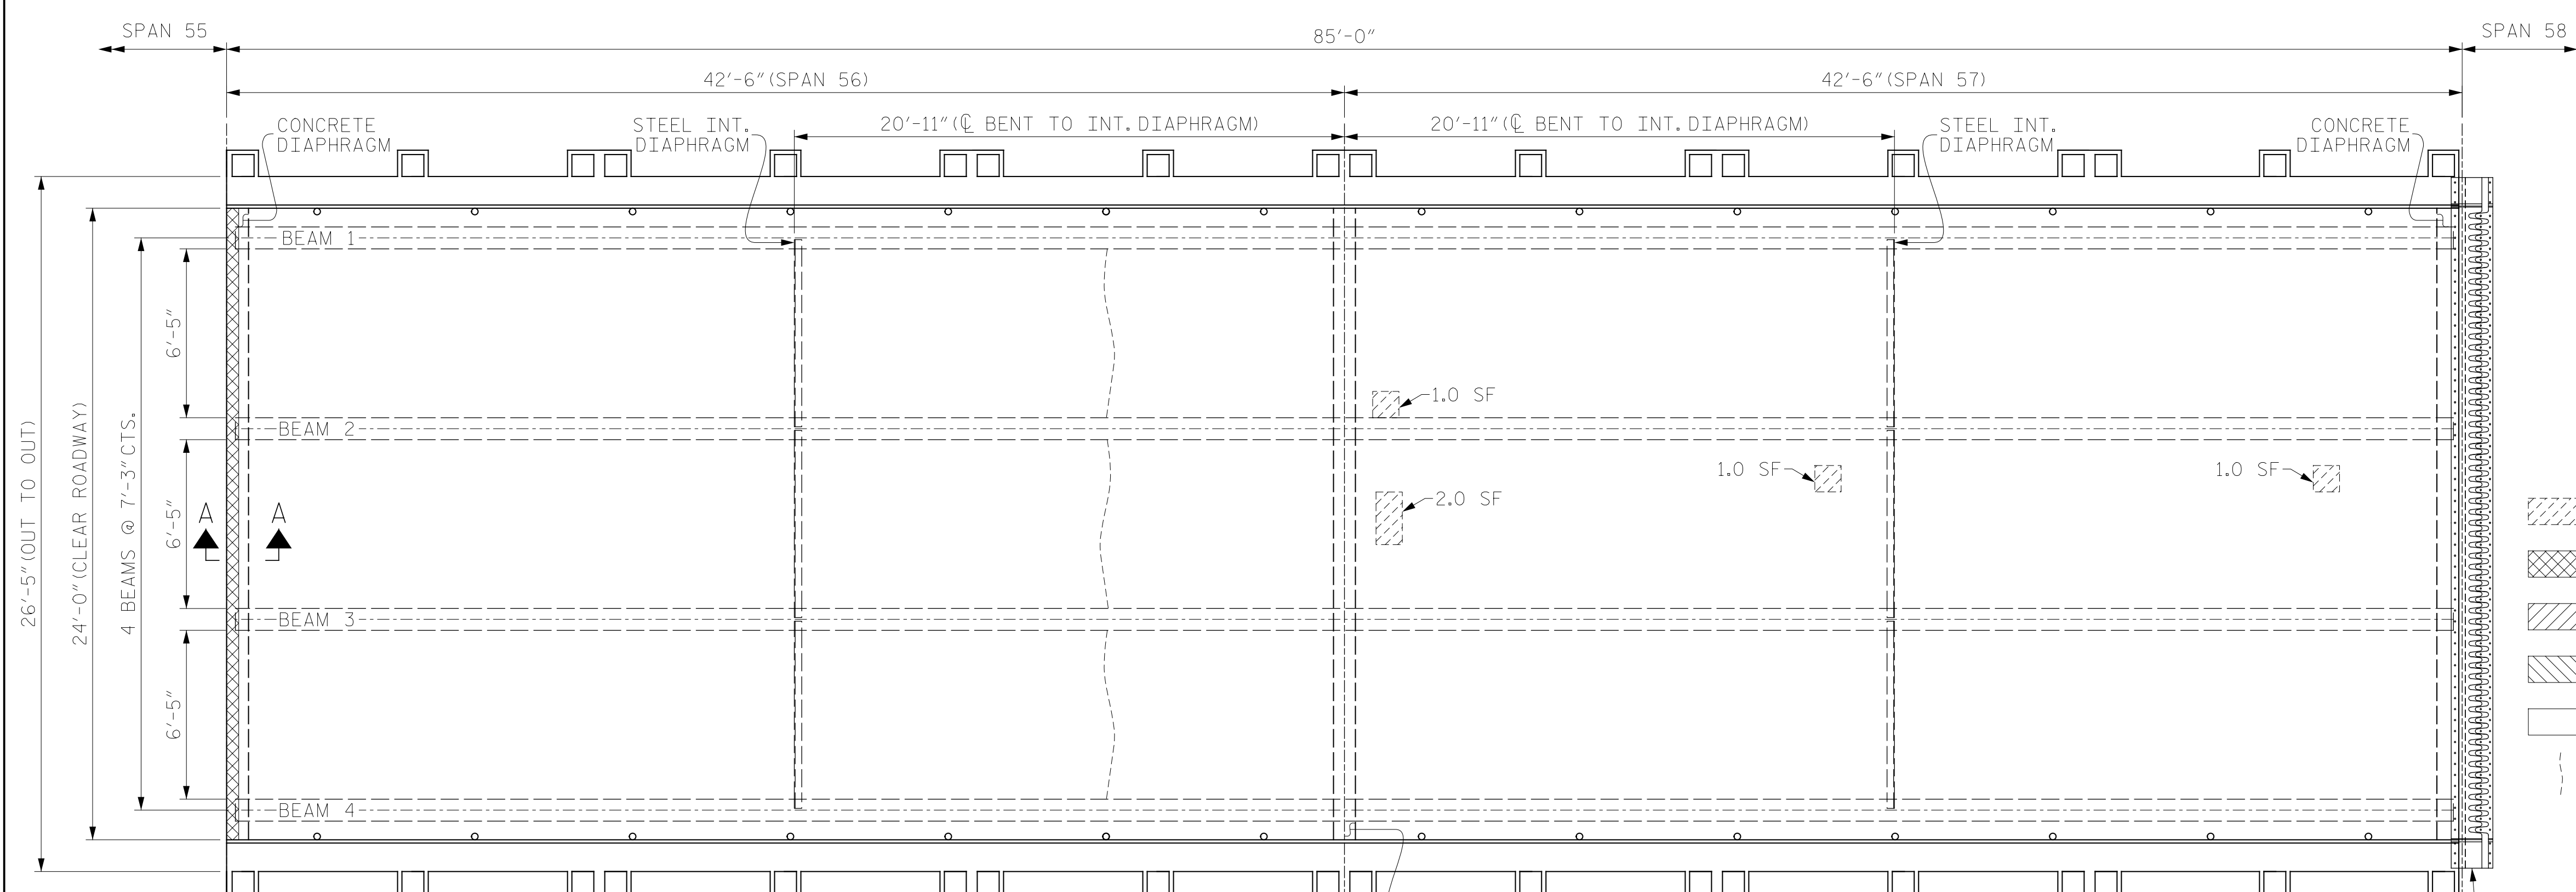 SPAN 55
85'-0"
SPAN 58
42'-6" (SPAN 56)
42'-6" (SPAN 57)
CONCRETE
DIAPHRAGM
STEEL INT.
DIAPHRAGM
20'-11" (℄ BENT TO INT. DIAPHRAGM)
20'-11" (℄ BENT TO INT. DIAPHRAGM)
STEEL INT.
DIAPHRAGM
CONCRETE
DIAPHRAGM
BEAM 1
6'-5"
1.0 SF
BEAM 2
1.0 SF
1.0 SF
2.0 SF
26'-5" (OUT TO OUT)
24'-0" (CLEAR ROADWAY)
4 BEAMS @ 7'-3" CTS.
6'-5"
A
A
BEAM 3
6'-5"
BEAM 4